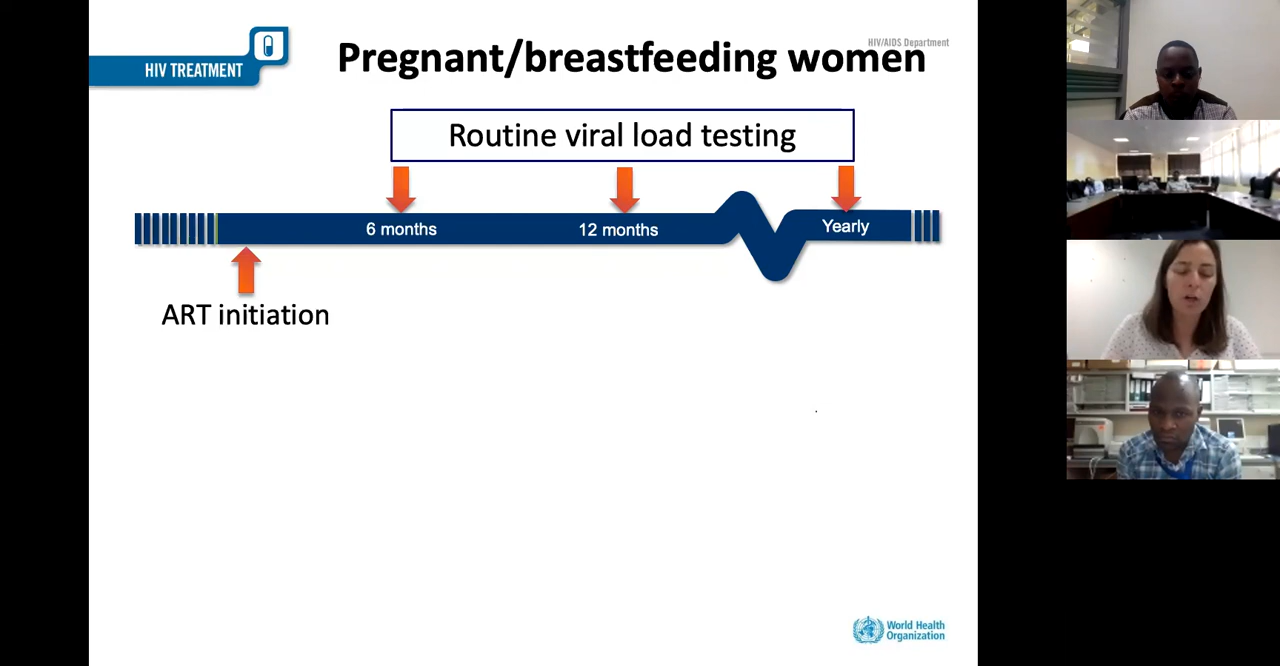 HIV TREATMENT
HIV/AIDS Department
Pregnant/breastfeeding women
Routine viral load testing
6 months
12 months
Yearly
ART initiation
World Health
Organization